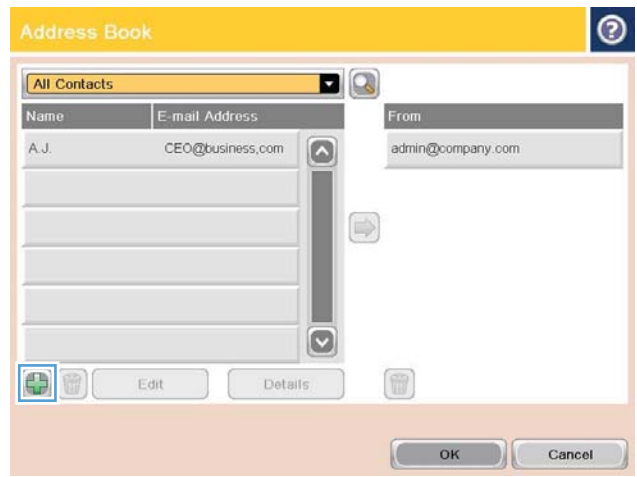 Address Book
?
All Contacts
Name E-mail Address From
A.J. CEO@business,com admin@company.com
Edit Details
OK Cancel